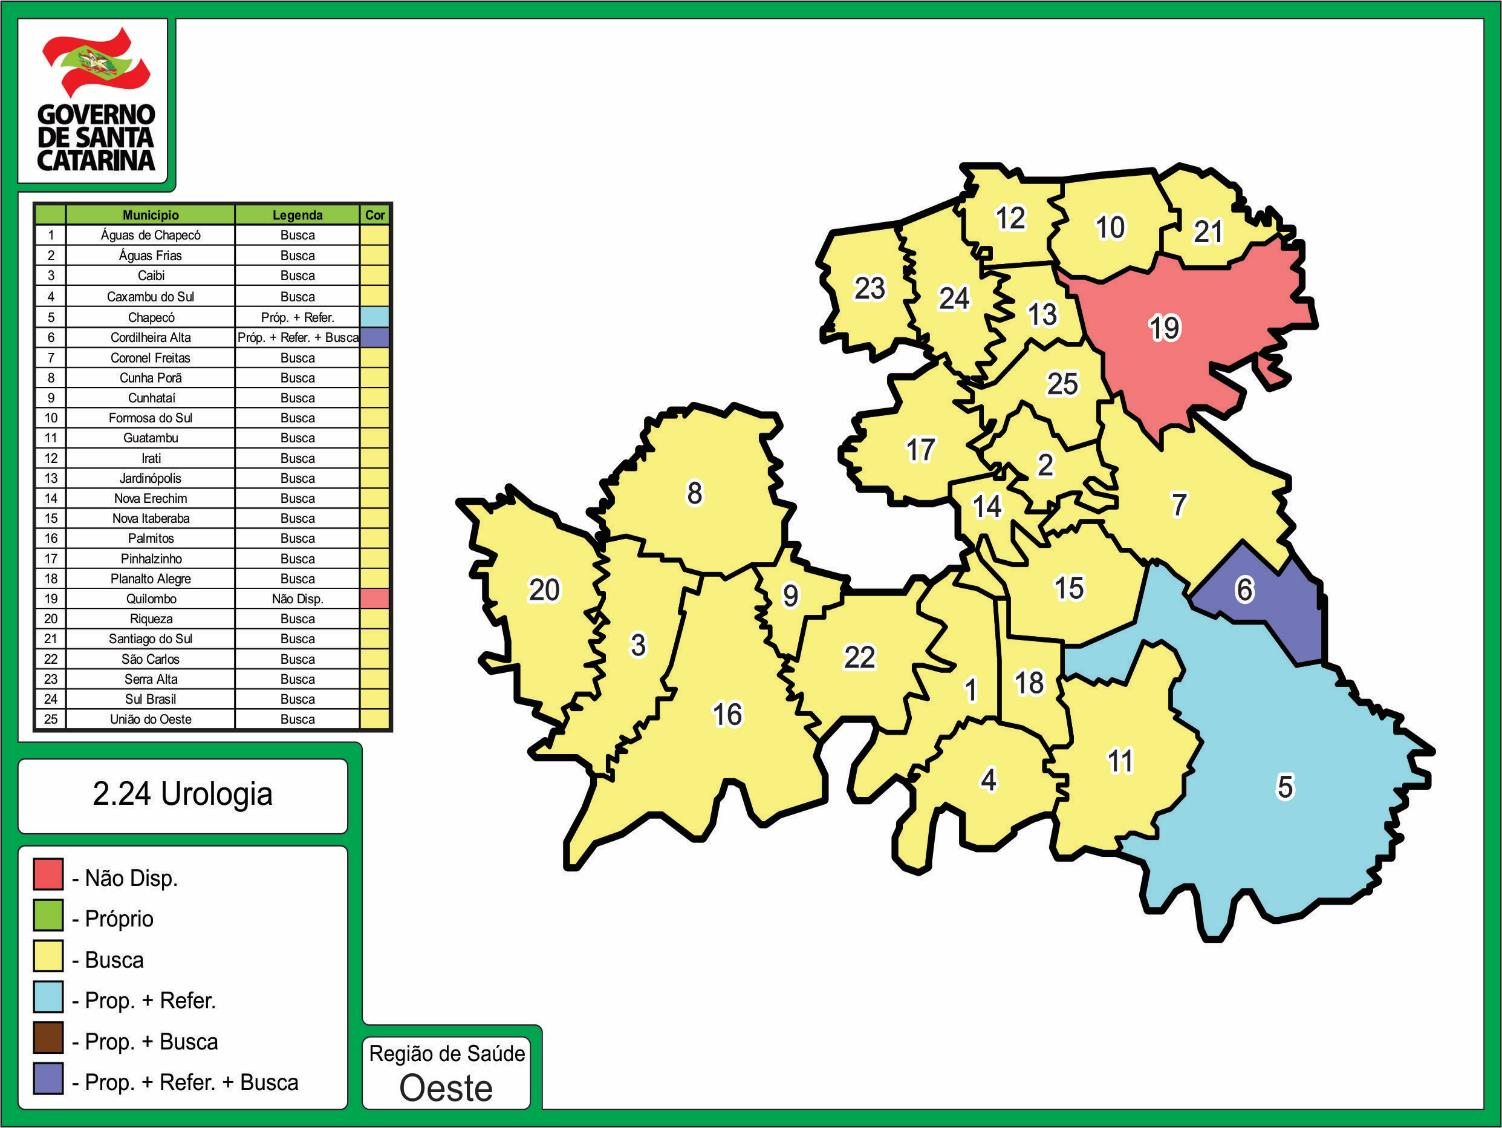 GOVERNO
DE SANTA
CATARINA
Município Legenda Cor
1 Águas de Chapecó Busca
2 Águas Frias Busca
3 Caibi Busca
4 Caxambu do Sul Busca
5 Chapecó Próp. + Refer.
6 Cordilheira Alta Próp. + Refer. + Busca
7 Coronel Freitas Busca
8 Cunha Porã Busca
9 Cunhataí Busca
10 Formosa do Sul Busca
11 Guatambu Busca
12 Irati Busca
13 Jardinópolis Busca
14 Nova Erechim Busca
15 Nova Itaberaba Busca
16 Palmitos Busca
17 Pinhalzinho Busca
18 Planalto Alegre Busca
19 Quilombo Não Disp.
20 Riqueza Busca
21 Santiago do Sul Busca
22 São Carlos Busca
23 Serra Alta Busca
24 Sul Brasil Busca
25 União do Oeste Busca
2.24 Urologia
- Não Disp.
- Próprio
- Busca
- Prop. + Refer.
- Prop. + Busca
- Prop. + Refer. + Busca
Região de Saúde
Oeste
12
10
21
23
24
13
19
25
17
2
8
14
7
20
9
15
6
3
22
1
18
16
4
11
5